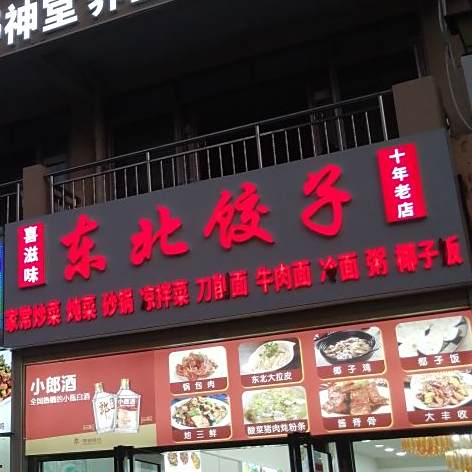 神堂
喜滋味
东北饺子
十年老店
家常炒菜 炖菜 砂锅 凉拌菜 刀削面 牛肉面 冷面 粥 椰子饭
小郎酒
全国热销的小瓶白酒
锅包肉
东北大拉皮
椰子鸡
椰子饭
地三鲜
酸菜猪肉炖粉条
酱脊骨
大丰收